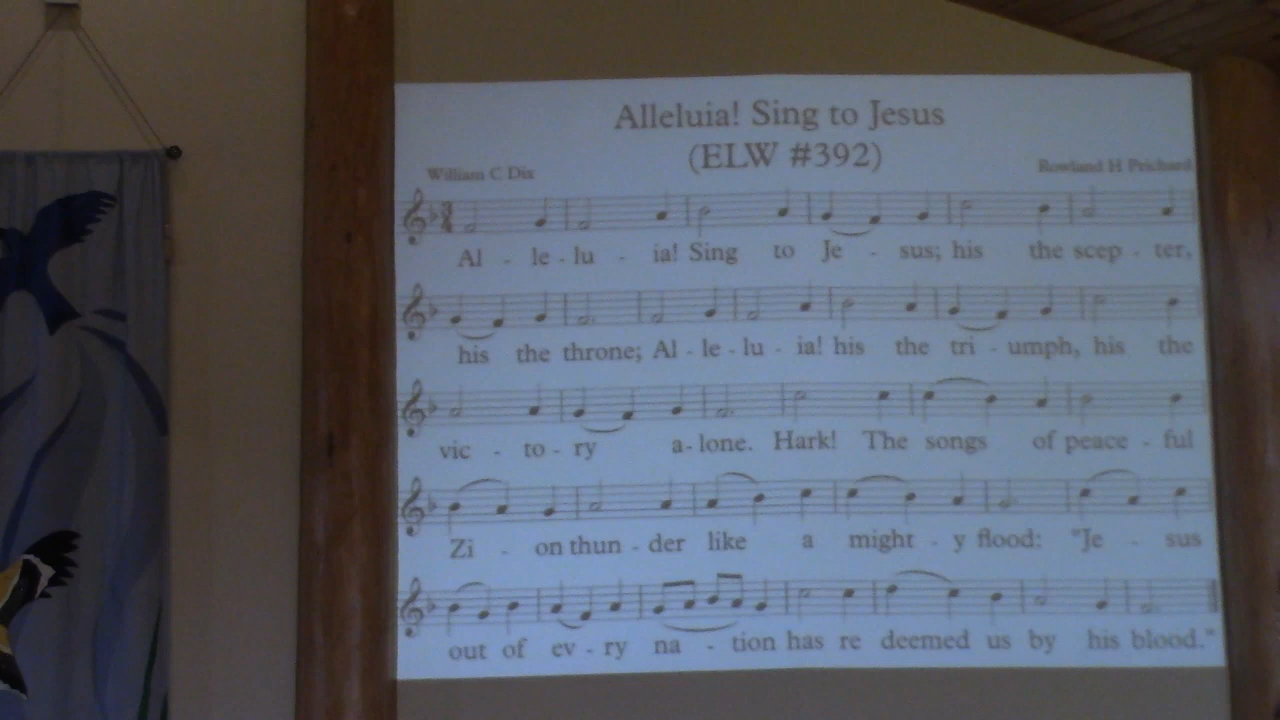 Alleluia! Sing to Jesus
(ELW #392)
William C Dix
Rowland H Prichard
3
4
Al - le - lu - ia! Sing to Je - sus; his the scep - ter,
his the throne; Al - le - lu - ia! his the tri - umph, his the
vic - to - ry a - lone. Hark! The songs of peace - ful
Zi - on thun - der like a might - y flood: "Je - sus
out of ev - ry na - tion has re deemed us by his blood."